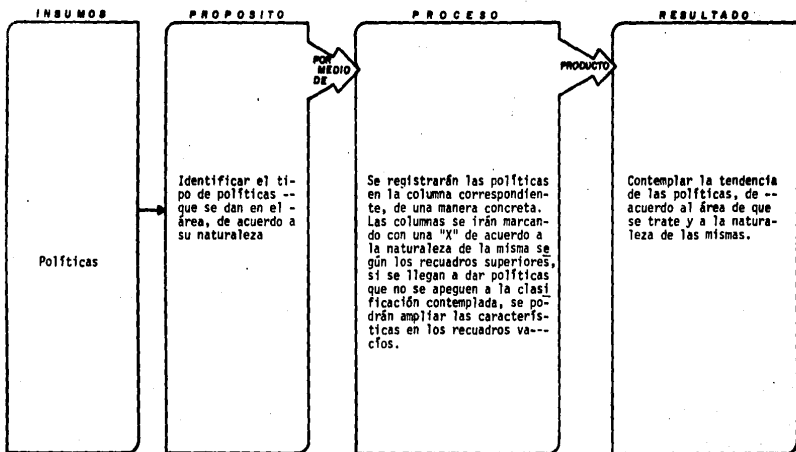 INSUMOS
PROPOSITO
PROCESO
RESULTADO
POR
MEDIO
DE
PRODUCTO
Políticas
Identificar el ti-
po de políticas --
que se dan en el -
área, de acuerdo a
su naturaleza
Se registrarán las políticas
en la columna correspondien-
te, de una manera concreta.
Las columnas se irán marcan-
do con una "X" de acuerdo a
la naturaleza de la misma se
gún los recuadros superiores,
si se llegan a dar políticas
que no se apeguen a la clasi
ficación contemplada, se po-
drán ampliar las caracterís-
ticas en los recuadros va---
cíos.
Contemplar la tendencia
de las políticas, de --
acuerdo al área de que
se trate y a la natura-
leza de las mismas.